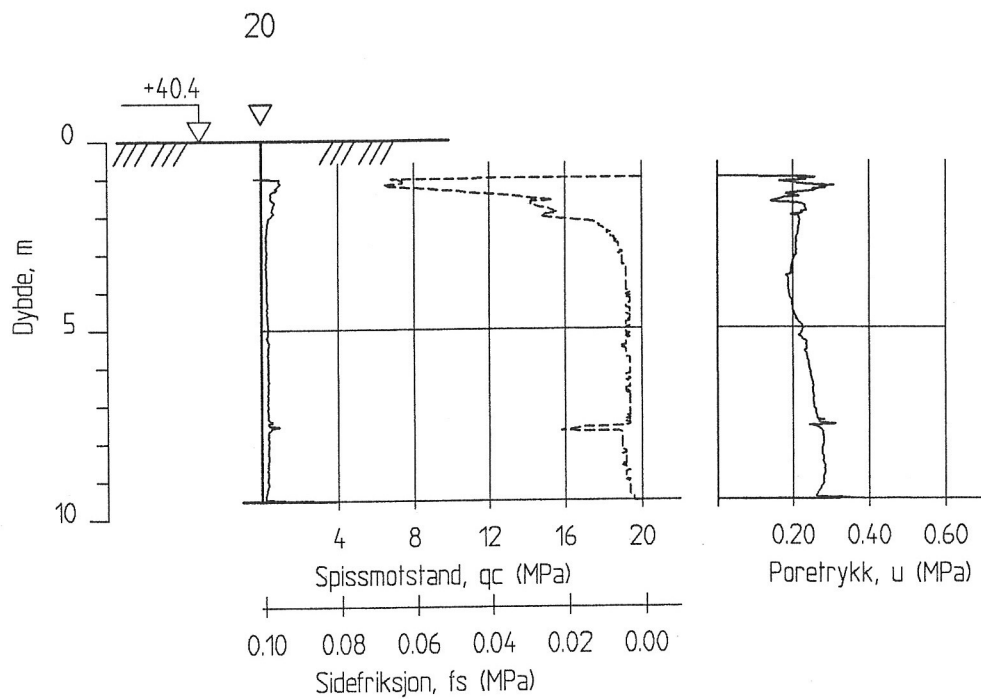 20
+40.4
0
5
10
Dybde, m
4 8 12 16 20
Spissmotstand, qc (MPa)
0.10 0.08 0.06 0.04 0.02 0.00
Sidefriksjon, fs (MPa)
0.20 0.40 0.60
Poretrykk, u (MPa)